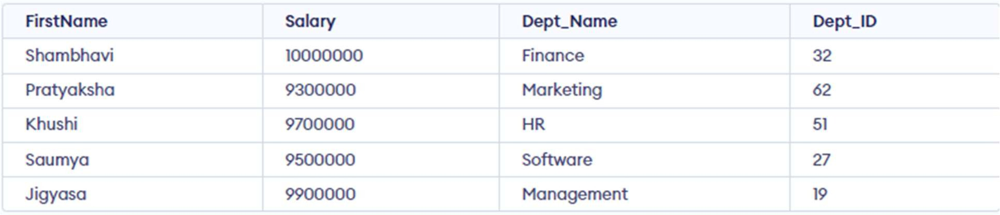 FirstName Salary Dept_Name Dept_ID
Shambhavi 10000000 Finance 32
Pratyaksha 9300000 Marketing 62
Khushi 9700000 HR 51
Saumya 9500000 Software 27
Jigyasa 9900000 Management 19